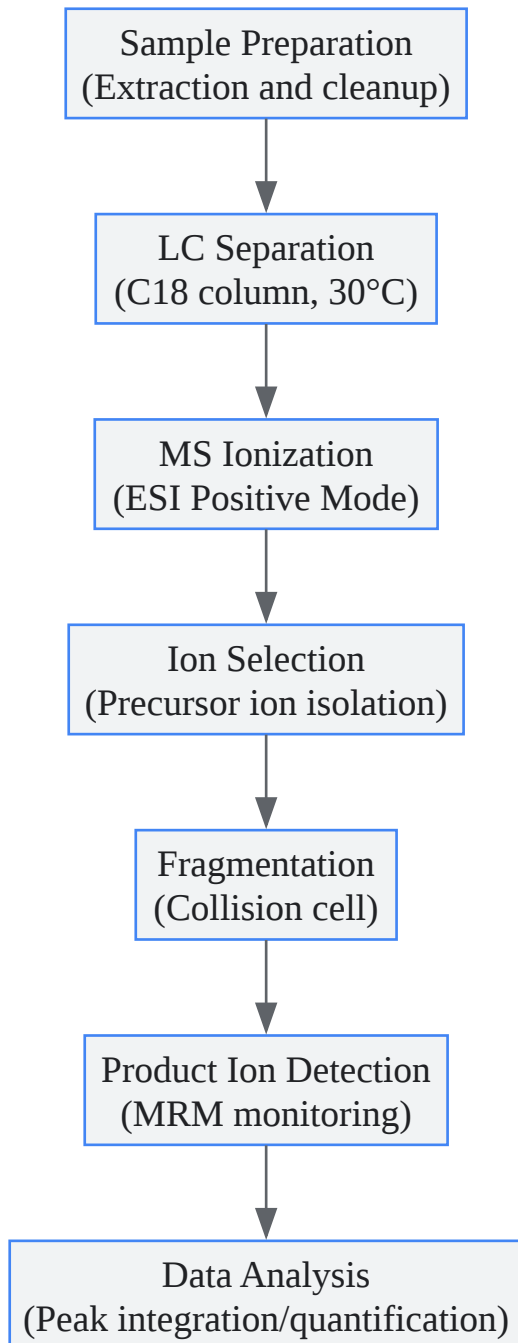 Sample Preparation
(Extraction and cleanup)
LC Separation
(C18 column, 30°C)
MS Ionization
(ESI Positive Mode)
Ion Selection
(Precursor ion isolation)
Fragmentation
(Collision cell)
Product Ion Detection
(MRM monitoring)
Data Analysis
(Peak integration/quantification)